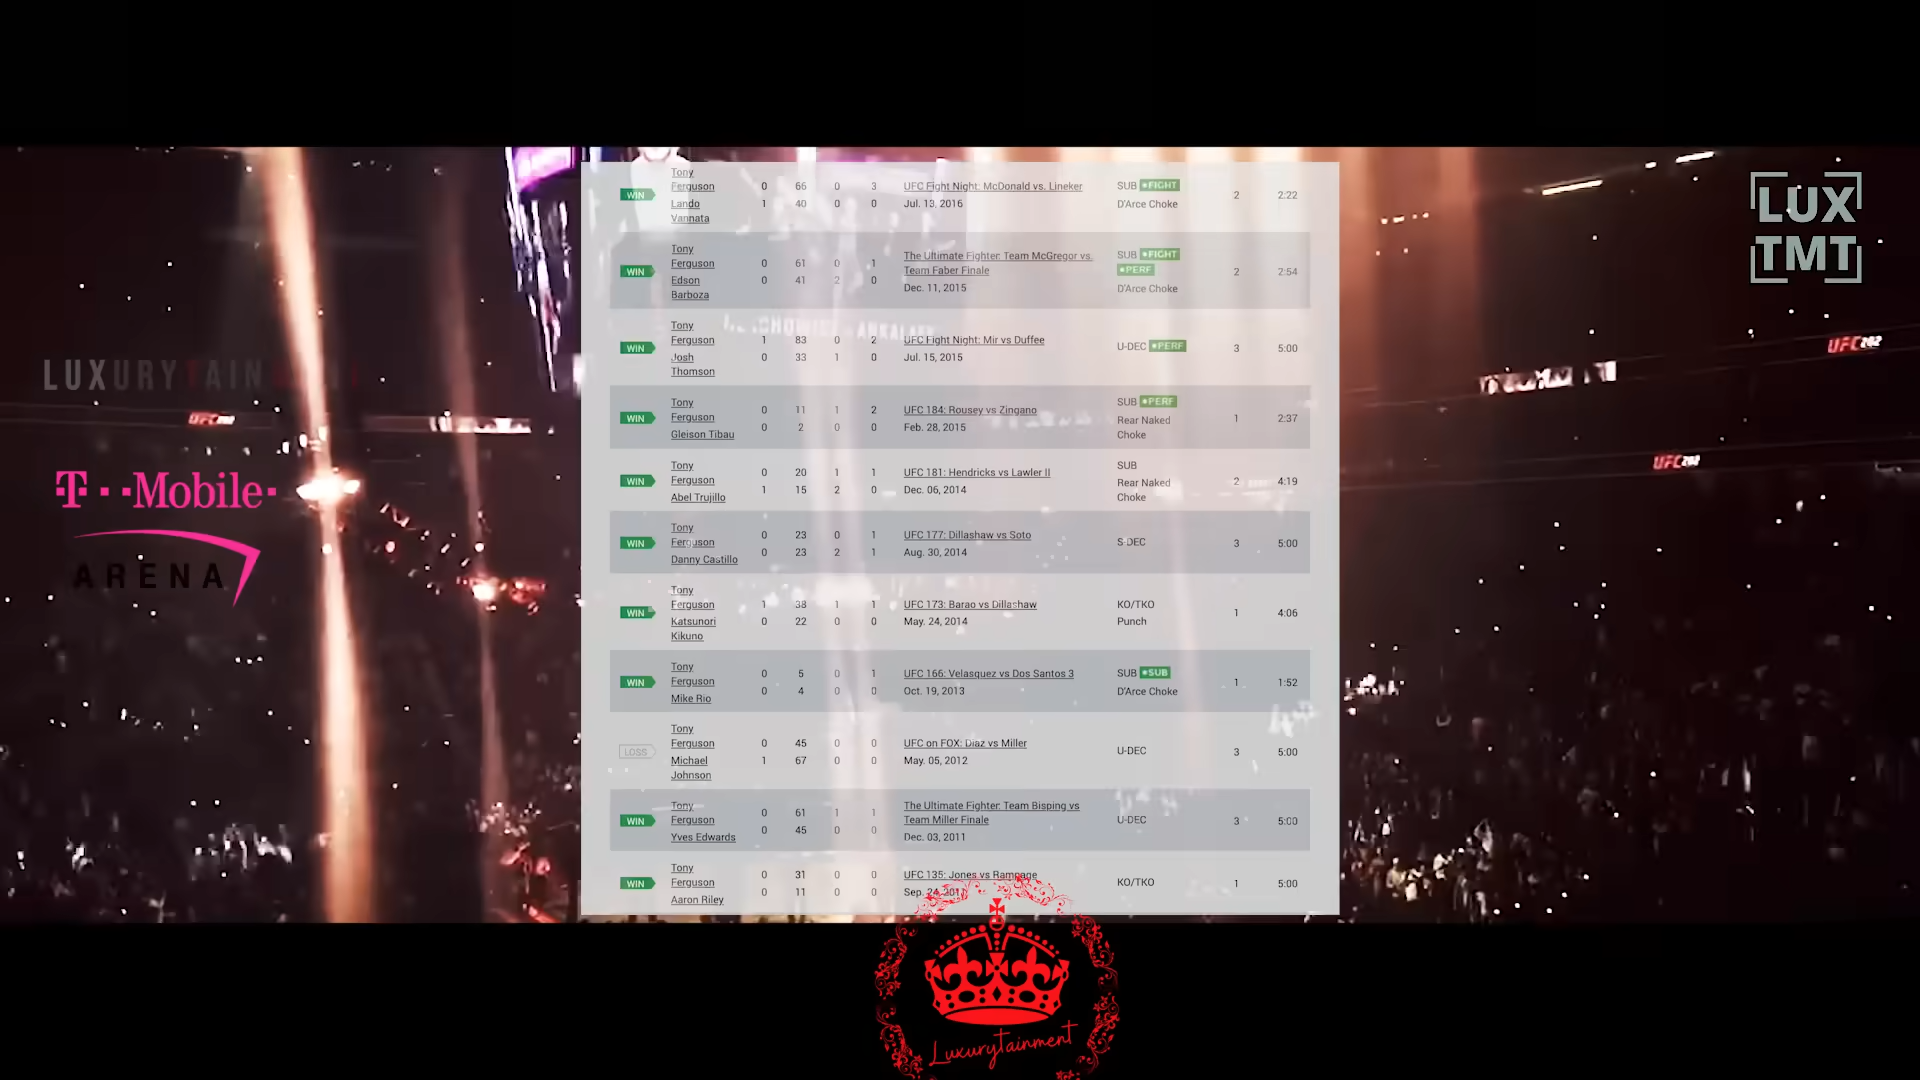 LUX
TMT
LUXURYTAIN
T··Mobile·
ARENA
UFC 202
UFC 202
WIN
Tony
Ferguson
Lando
Vannata
0 66 0 3
1 40 0 0
UFC Fight Night: McDonald vs. Lineker
Jul. 13, 2016
SUB FIGHT
D'Arce Choke
2 2:22
WIN
Tony
Ferguson
Edson
Barboza
0 61 0 1
0 41 2 0
The Ultimate Fighter: Team McGregor vs.
Team Faber Finale
Dec. 11, 2015
SUB FIGHT
PERF
D'Arce Choke
2 2:54
WIN
Tony
Ferguson
Josh
Thomson
1 83 0 2
0 33 1 0
UFC Fight Night: Mir vs Duffee
Jul. 15, 2015
U-DEC PERF
3 5:00
WIN
Tony
Ferguson
Gleison Tibau
0 11 1 2
0 2 0 0
UFC 184: Rousey vs Zingano
Feb. 28, 2015
SUB PERF
Rear Naked
Choke
1 2:37
WIN
Tony
Ferguson
Abel Trujillo
0 20 1 1
1 15 2 0
UFC 181: Hendricks vs Lawler II
Dec. 06, 2014
SUB
Rear Naked
Choke
2 4:19
WIN
Tony
Ferguson
Danny Castillo
0 23 0 1
0 23 2 1
UFC 177: Dillashaw vs Soto
Aug. 30, 2014
S-DEC
3 5:00
WIN
Tony
Ferguson
Katsunori
Kikuno
1 38 1 1
0 22 0 0
UFC 173: Barao vs Dillashaw
May. 24, 2014
KO/TKO
Punch
1 4:06
WIN
Tony
Ferguson
Mike Rio
0 5 0 1
0 4 0 0
UFC 166: Velasquez vs Dos Santos 3
Oct. 19, 2013
SUB SUB
D'Arce Choke
1 1:52
LOSS
Tony
Ferguson
Michael
Johnson
0 45 0 0
1 67 0 0
UFC on FOX: Diaz vs Miller
May. 05, 2012
U-DEC
3 5:00
WIN
Tony
Ferguson
Yves Edwards
0 61 1 1
0 45 0 0
The Ultimate Fighter: Team Bisping vs
Team Miller Finale
Dec. 03, 2011
U-DEC
3 5:00
WIN
Tony
Ferguson
Aaron Riley
0 31 0 0
0 11 0 0
UFC 135: Jones vs Rampage
Sep. 24, 2011
KO/TKO
1 5:00
Luxurytainment